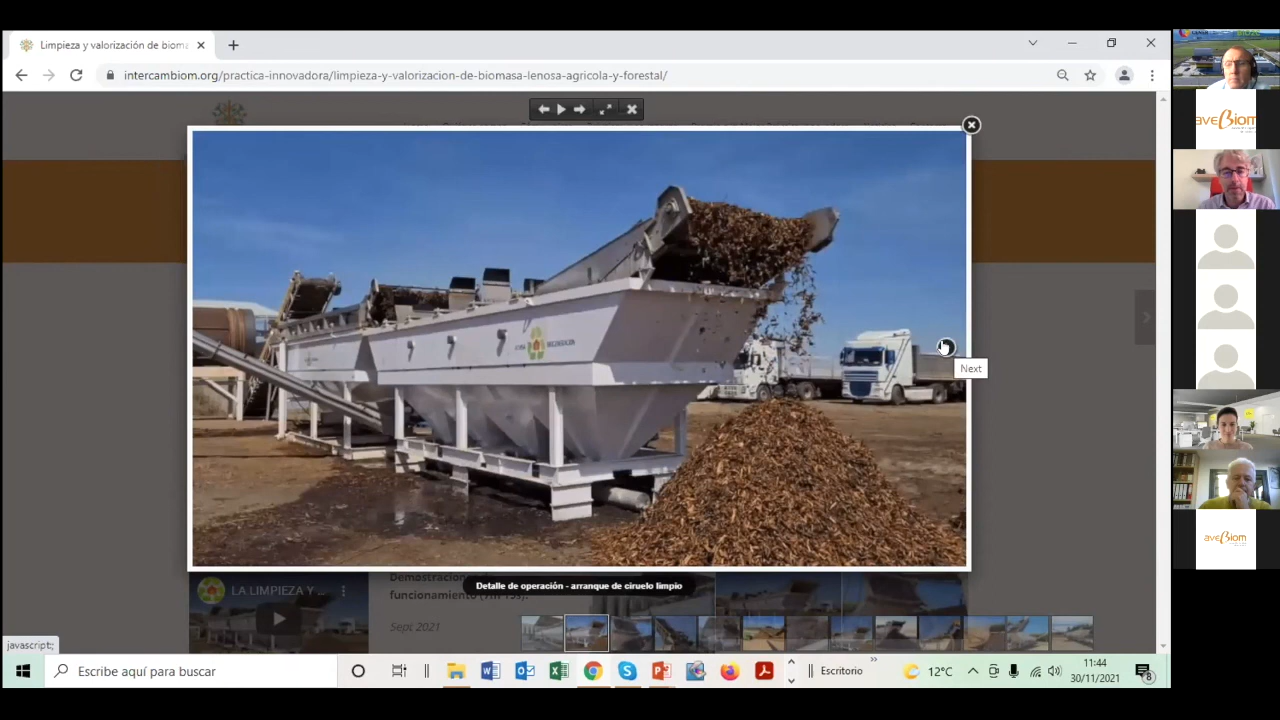 Limpieza y valorización de bioma
intercambiom.org/practica-innovadora/limpieza-y-valorizacion-de-biomasa-lenosa-agricola-y-forestal/
aveBiom
Next
Detalle de operación - arranque de ciruelo limpio
LA LIMPIEZA Y ...
Demostración
funcionamiento
Sept 2021
javascript:;
aveBiom
Escribe aquí para buscar
Escritorio
12°C
11:44
30/11/2021
8